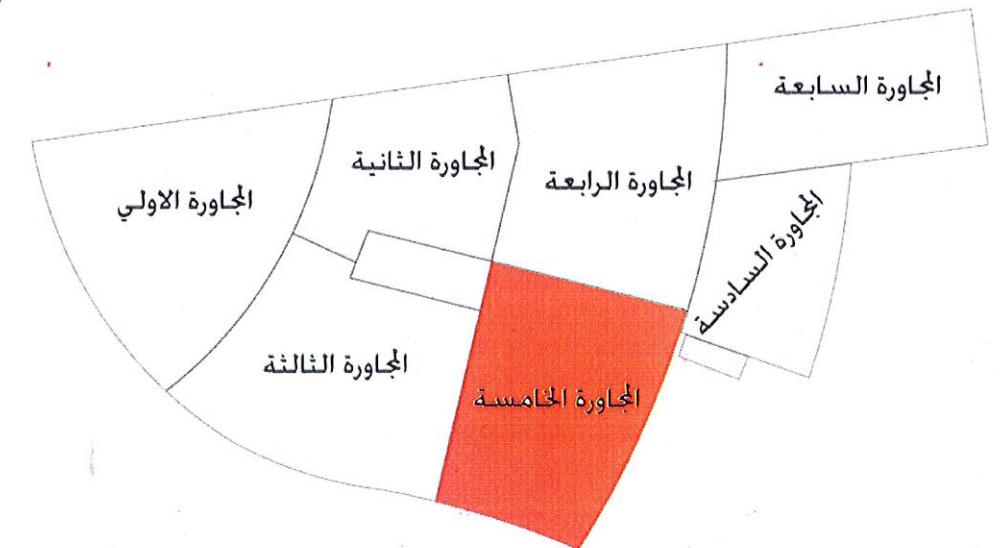 المجاورة السابعة
المجاورة الرابعة
المجاورة الثانية
المجاورة الاولي
المجاورة السادسة
المجاورة الثالثة
المجاورة الخامسة